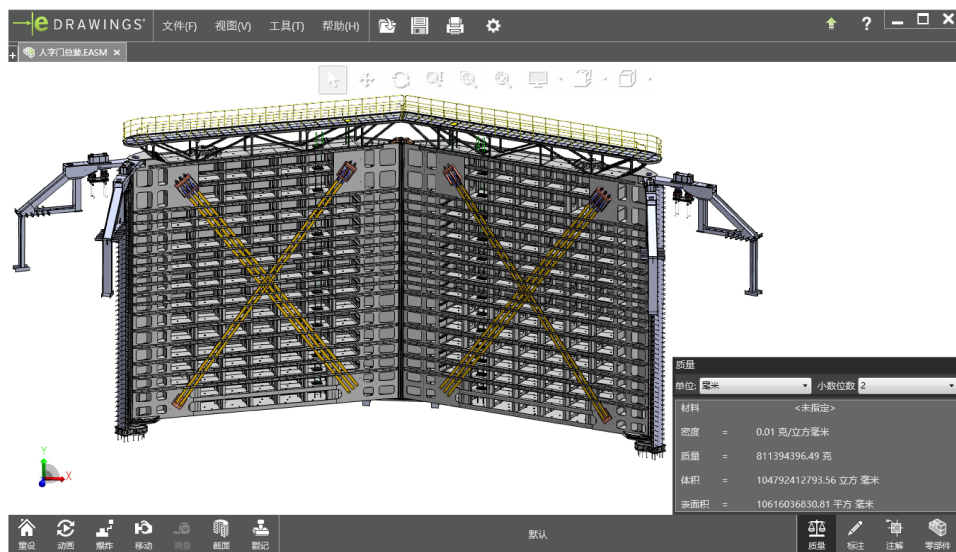 eDRAWINGS® 文件(F) 视图(V) 工具(T) 帮助(H) ?
人字门总装.EASM ×
质量
单位: 毫米 小数位数 2
材料 <未指定>
密度 = 0.01 克/立方毫米
质量 = 811394396.49 克
体积 = 104792412793.56 立方 毫米
表面积 = 10616036830.81 平方 毫米
Y
X
重设 动画 爆炸 移动 测量 截面 戳记 默认 质量 标注 注解 零部件